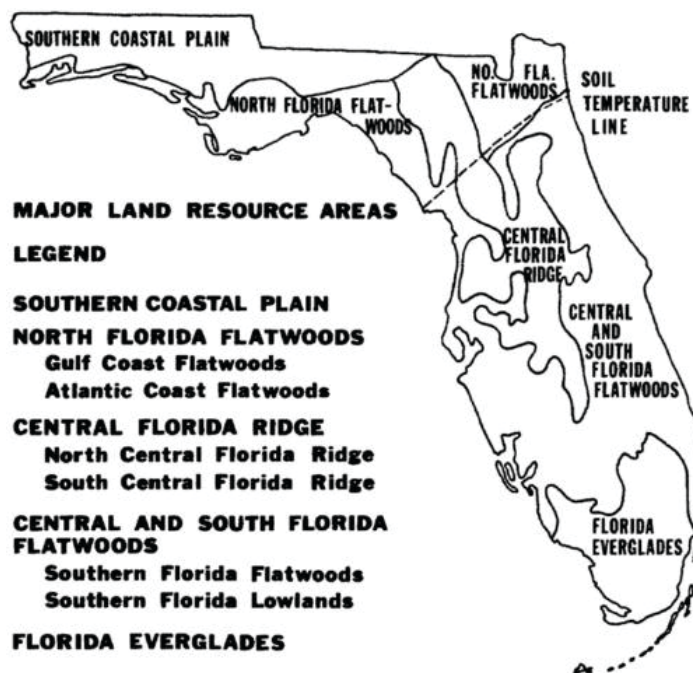 SOUTHERN COASTAL PLAIN
NO. FLA.
FLATWOODS
SOIL
TEMPERATURE
LINE
NORTH FLORIDA FLAT-
WOODS
MAJOR LAND RESOURCE AREAS
LEGEND
CENTRAL
FLORIDA
RIDGE
SOUTHERN COASTAL PLAIN
NORTH FLORIDA FLATWOODS
Gulf Coast Flatwoods
Atlantic Coast Flatwoods
CENTRAL
AND
SOUTH
FLORIDA
FLATWOODS
CENTRAL FLORIDA RIDGE
North Central Florida Ridge
South Central Florida Ridge
CENTRAL AND SOUTH FLORIDA
FLATWOODS
Southern Florida Flatwoods
Southern Florida Lowlands
FLORIDA
EVERGLADES
FLORIDA EVERGLADES